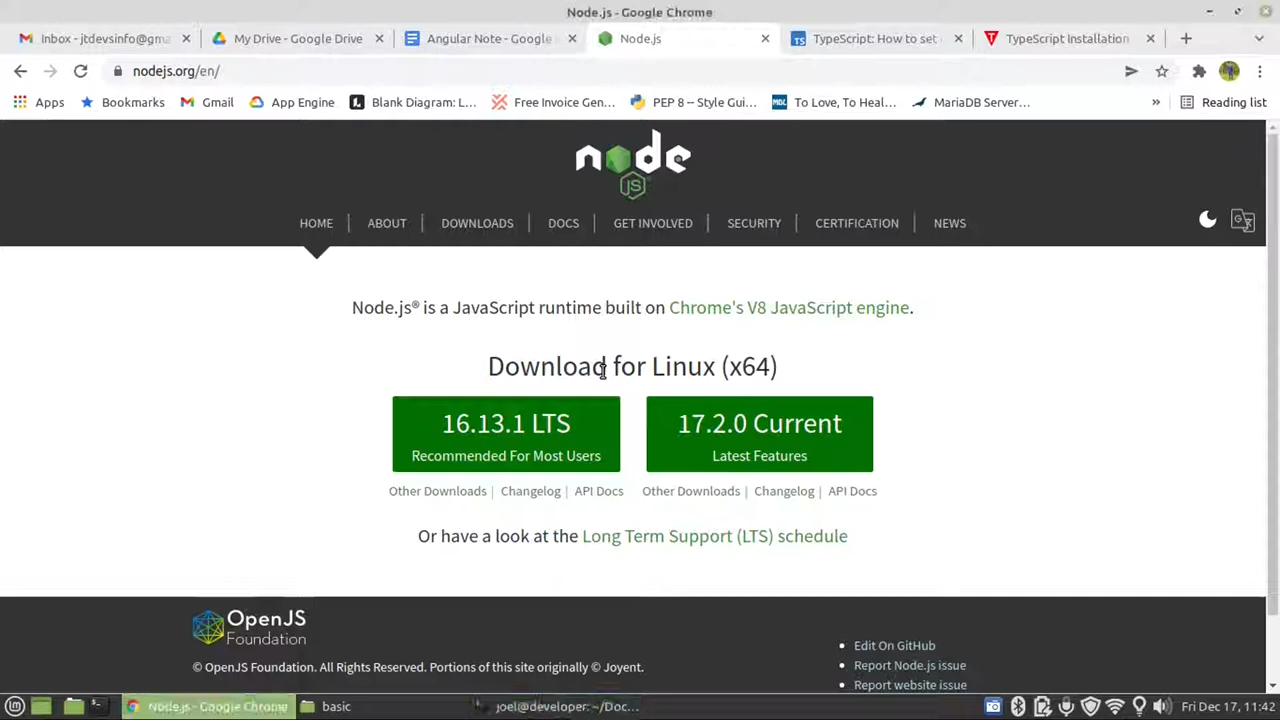 Node.js - Google Chrome
Inbox - jtdevsinfo@gma
My Drive - Google Drive
Angular Note - Google
Node.js
TypeScript: How to set
TypeScript Installation
nodejs.org/en/
Apps
Bookmarks
Gmail
App Engine
Blank Diagram: L...
Free Invoice Gen...
PEP 8 -- Style Gui...
To Love, To Heal...
MariaDB Server...
»
Reading list
node
JS
HOME
ABOUT
DOWNLOADS
DOCS
GET INVOLVED
SECURITY
CERTIFICATION
NEWS
Node.js® is a JavaScript runtime built on Chrome's V8 JavaScript engine.
Download for Linux (x64)
16.13.1 LTS
Recommended For Most Users
17.2.0 Current
Latest Features
Other Downloads | Changelog | API Docs
Other Downloads | Changelog | API Docs
Or have a look at the Long Term Support (LTS) schedule
OpenJS
Foundation
© OpenJS Foundation. All Rights Reserved. Portions of this site originally © Joyent.
Edit On GitHub
Report Node.js issue
Report website issue
Node.js - Google Chrome
basic
joel@developer: ~/Doc...
Fri Dec 17, 11:42